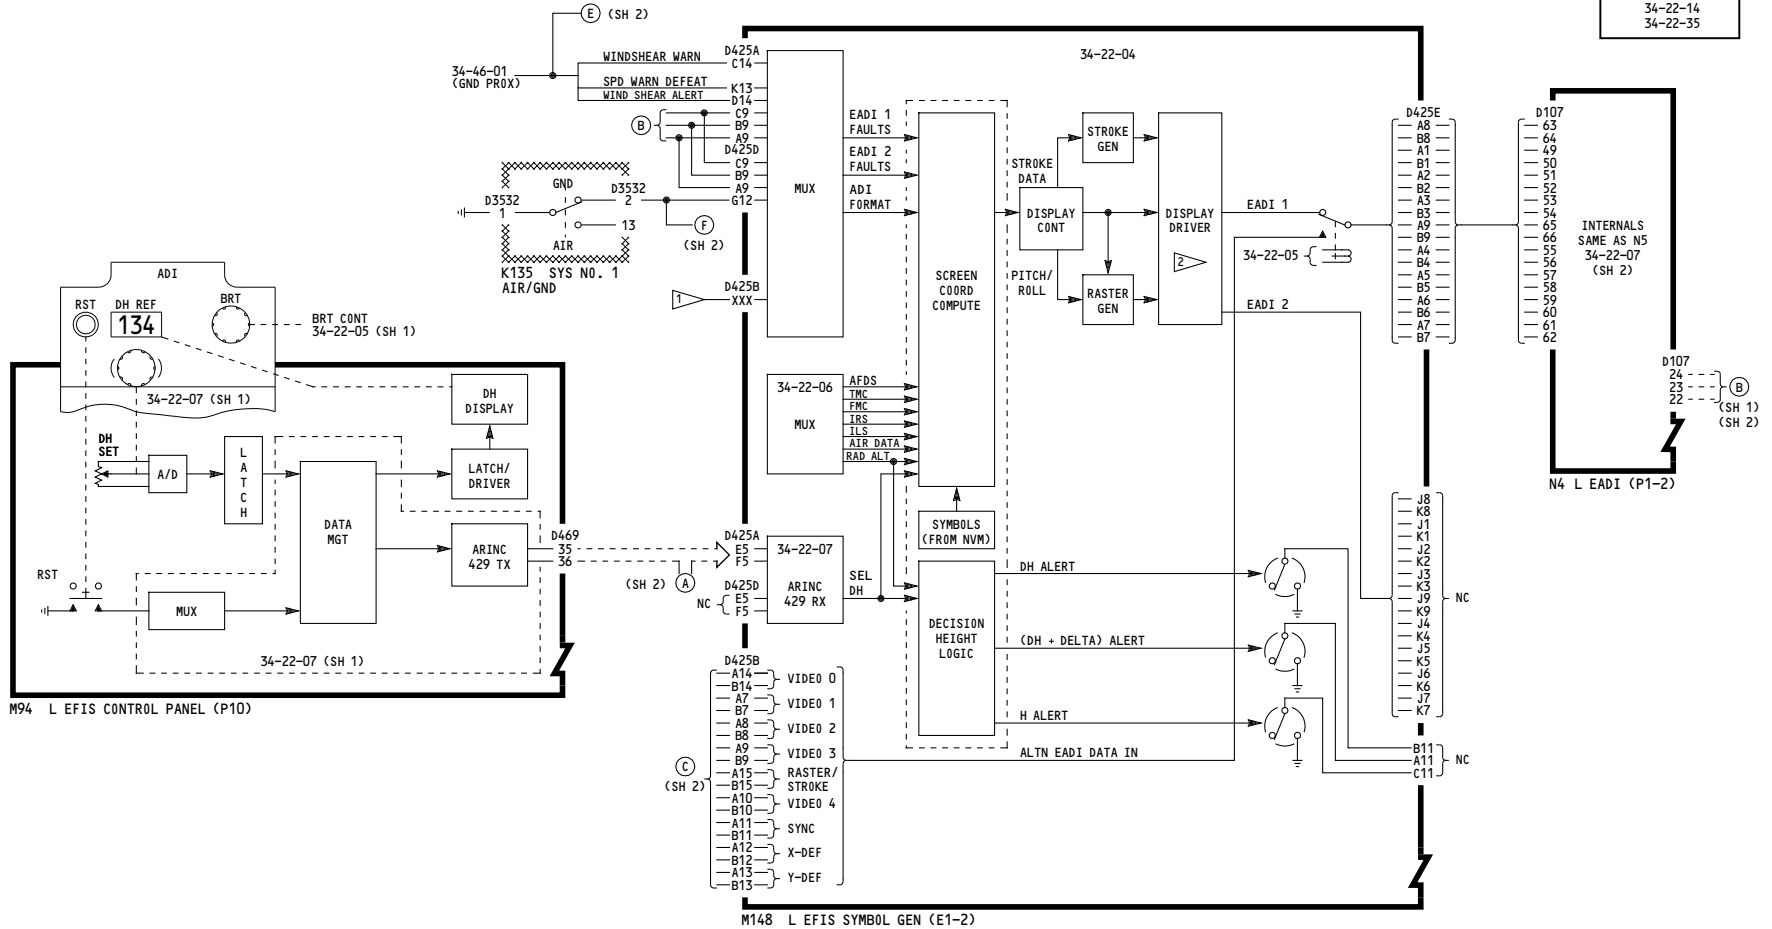 34-22-14
34-22-35
E (SH 2)
34-46-01
(GND PROX)
WINDSHEAR WARN
SPD WARN DEFEAT
WIND SHEAR ALERT
D425A
C14
K13
D14
C9
B9
A9
D425D
C9
B9
A9
G12
B
GND
D3532
1
D3532
2
13
AIR
K135 SYS NO. 1
AIR/GND
F
(SH 2)
1
D425B
XXX
MUX
EADI 1
FAULTS
EADI 2
FAULTS
ADI
FORMAT
34-22-04
SCREEN
COORD
COMPUTE
STROKE
DATA
DISPLAY
CONT
PITCH/
ROLL
STROKE
GEN
RASTER
GEN
DISPLAY
DRIVER
2
EADI 1
34-22-05
EADI 2
D425E
A8
B8
A1
B1
A2
B2
A3
B3
A9
B9
A4
B4
A5
B5
A6
B6
A7
B7
D107
63
64
49
50
51
52
53
54
65
66
55
56
57
58
59
60
61
62
INTERNALS
SAME AS N5
34-22-07
(SH 2)
D107
24
23
22
B
(SH 1)
(SH 2)
N4 L EADI (P1-2)
ADI
RST
DH REF
134
BRT
BRT CONT
34-22-05 (SH 1)
34-22-07 (SH 1)
DH
SET
A/D
L
A
T
C
H
DH
DISPLAY
LATCH/
DRIVER
DATA
MGT
ARINC
429 TX
RST
MUX
34-22-07 (SH 1)
D469
35
36
(SH 2) A
M94 L EFIS CONTROL PANEL (P10)
34-22-06
MUX
AFDS
TMC
FMC
IRS
ILS
AIR DATA
RAD ALT
SYMBOLS
(FROM NVM)
D425A
E5
F5
D425D
NC
E5
F5
34-22-07
ARINC
429 RX
SEL
DH
DECISION
HEIGHT
LOGIC
DH ALERT
(DH + DELTA) ALERT
H ALERT
ALTN EADI DATA IN
J8
K8
J1
K1
J2
K2
J3
K3
J9
K9
J4
K4
J5
K5
J6
K6
J7
K7
NC
B11
A11
C11
NC
D425B
A14
B14
VIDEO 0
A7
B7
VIDEO 1
A8
B8
VIDEO 2
A9
B9
VIDEO 3
A15
B15
RASTER/
STROKE
A10
B10
VIDEO 4
A11
B11
SYNC
A12
B12
X-DEF
A13
B13
Y-DEF
C
(SH 2)
M148 L EFIS SYMBOL GEN (E1-2)